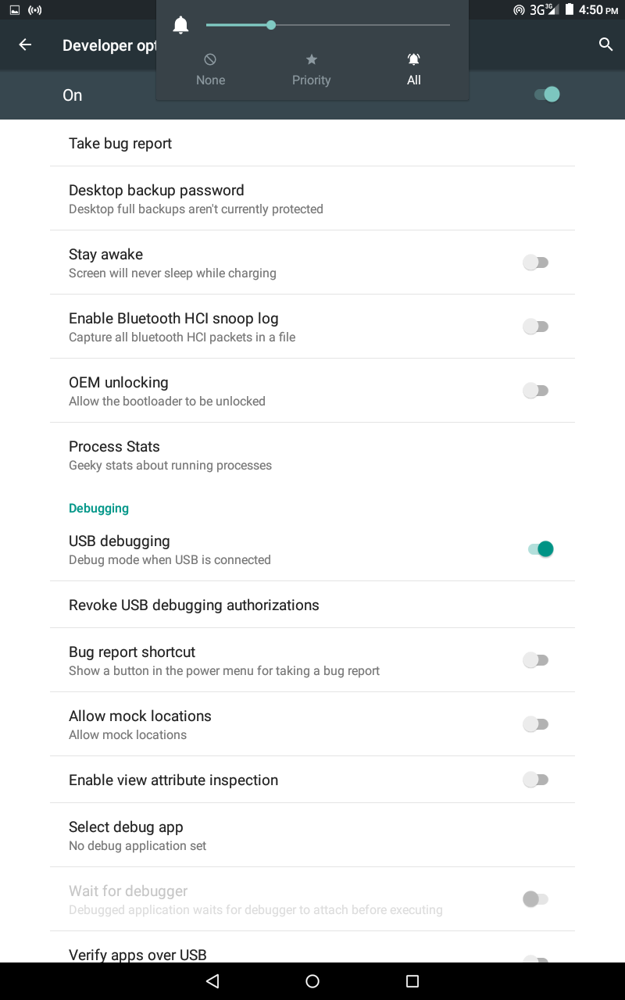 3G 3G 4:50 PM
Developer opt
None Priority All
On
Take bug report
Desktop backup password
Desktop full backups aren't currently protected
Stay awake
Screen will never sleep while charging
Enable Bluetooth HCI snoop log
Capture all bluetooth HCI packets in a file
OEM unlocking
Allow the bootloader to be unlocked
Process Stats
Geeky stats about running processes
Debugging
USB debugging
Debug mode when USB is connected
Revoke USB debugging authorizations
Bug report shortcut
Show a button in the power menu for taking a bug report
Allow mock locations
Allow mock locations
Enable view attribute inspection
Select debug app
No debug application set
Wait for debugger
Debugged application waits for debugger to attach before executing
Verify apps over USB